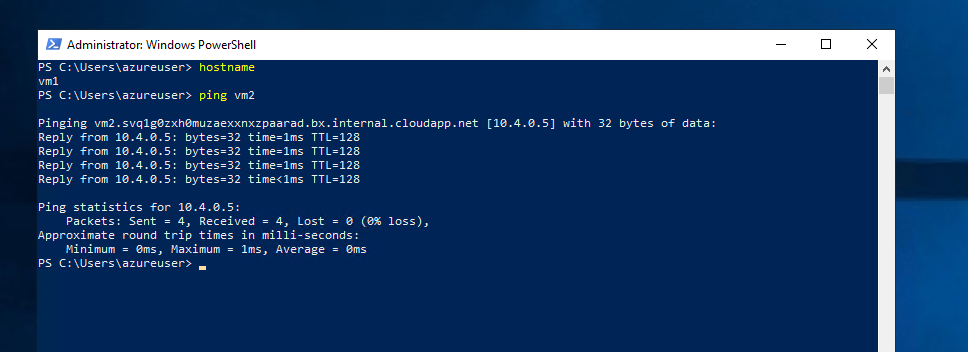 Administrator: Windows PowerShell
PS C:\Users\azureuser> hostname
vm1
PS C:\Users\azureuser> ping vm2
Pinging vm2.svq1g0zxh0muzaexxnxzpaarad.bx.internal.cloudapp.net [10.4.0.5] with 32 bytes of data:
Reply from 10.4.0.5: bytes=32 time=1ms TTL=128
Reply from 10.4.0.5: bytes=32 time=1ms TTL=128
Reply from 10.4.0.5: bytes=32 time=1ms TTL=128
Reply from 10.4.0.5: bytes=32 time<1ms TTL=128
Ping statistics for 10.4.0.5:
    Packets: Sent = 4, Received = 4, Lost = 0 (0% loss),
Approximate round trip times in milli-seconds:
    Minimum = 0ms, Maximum = 1ms, Average = 0ms
PS C:\Users\azureuser>